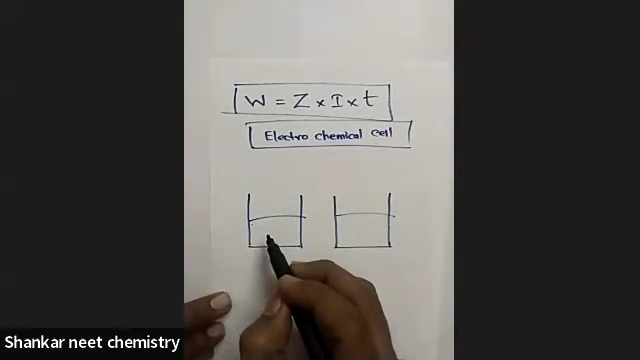 W = Z × I × t
Electro chemical cell
Shankar neet chemistry